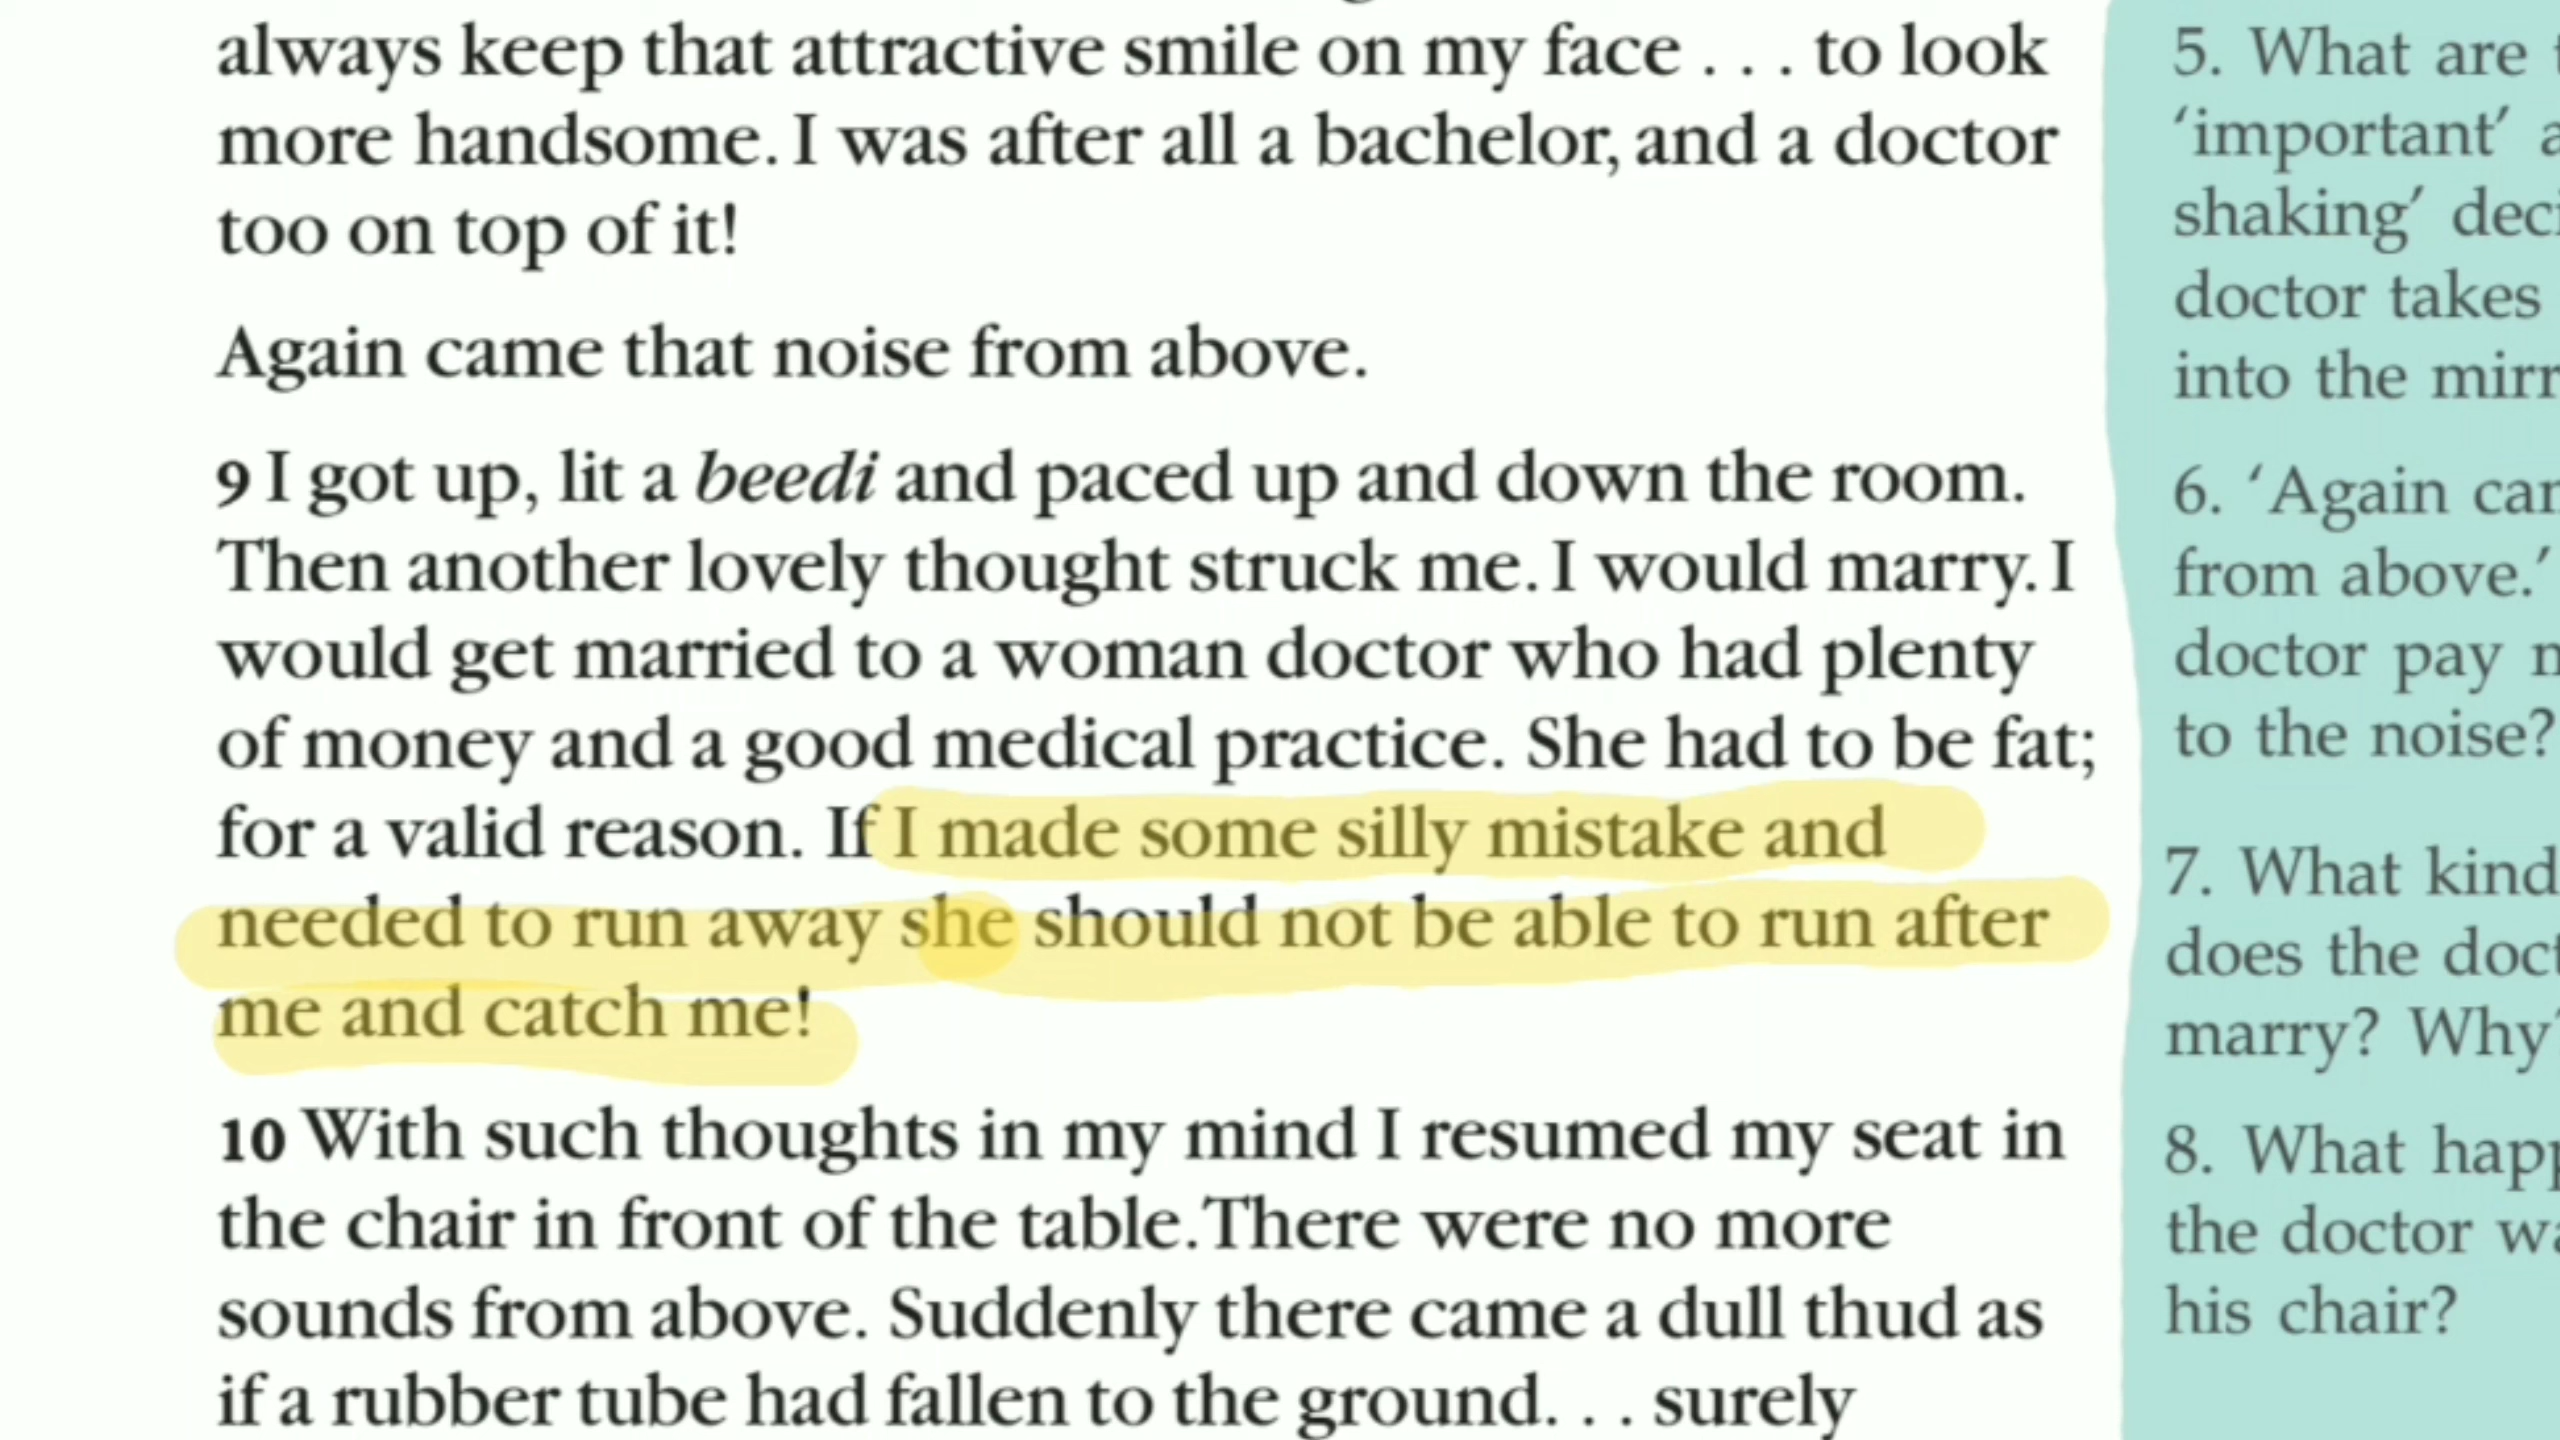 always keep that attractive smile on my face . . . to look
more handsome. I was after all a bachelor, and a doctor
too on top of it!
Again came that noise from above.
9 I got up, lit a beedi and paced up and down the room.
Then another lovely thought struck me. I would marry. I
would get married to a woman doctor who had plenty
of money and a good medical practice. She had to be fat;
for a valid reason. If I made some silly mistake and
needed to run away she should not be able to run after
me and catch me!
10 With such thoughts in my mind I resumed my seat in
the chair in front of the table. There were no more
sounds from above. Suddenly there came a dull thud as
if a rubber tube had fallen to the ground. . . surely
5. What are
‘important’
shaking’
doctor takes
into the
6. ‘Again
from above.’
doctor pay
to the noise?
7. What kind
does the
marry? Why
8. What
the doctor
his chair?